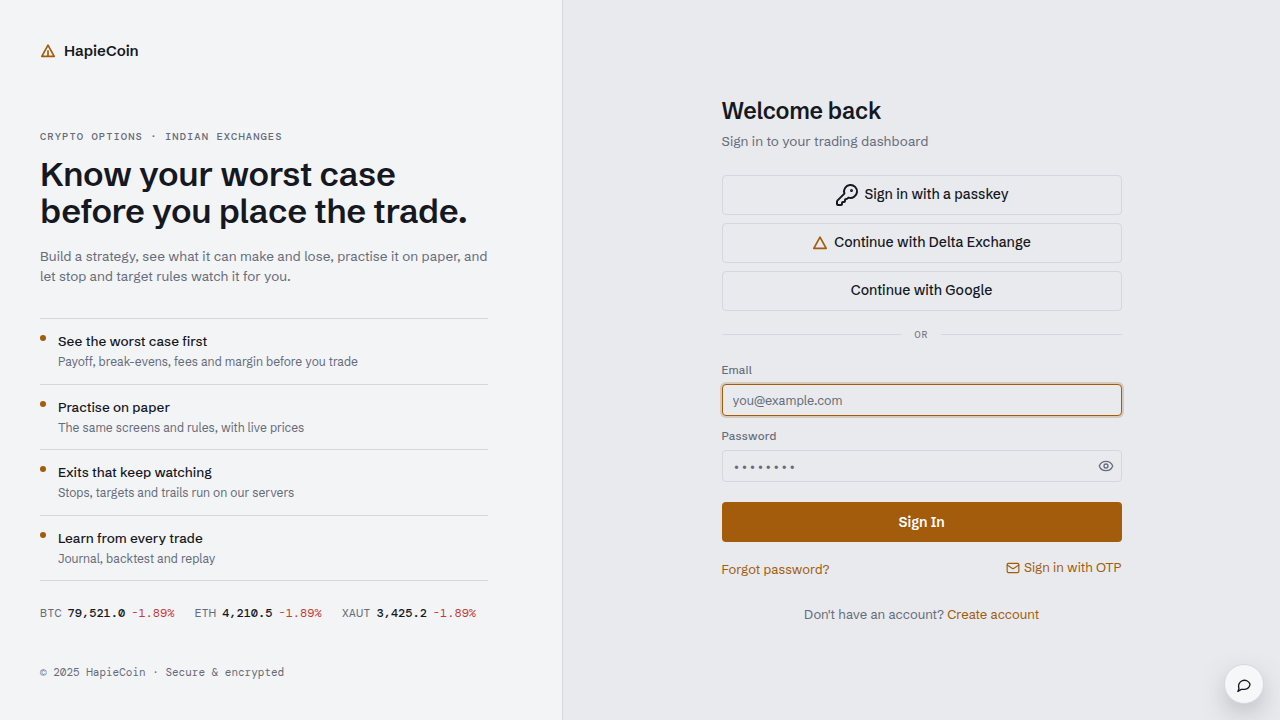 HapieCoin
CRYPTO OPTIONS · INDIAN EXCHANGES
Know your worst case
before you place the trade.
Build a strategy, see what it can make and lose, practise it on paper, and
let stop and target rules watch it for you.
See the worst case first
Payoff, break-evens, fees and margin before you trade
Practise on paper
The same screens and rules, with live prices
Exits that keep watching
Stops, targets and trails run on our servers
Learn from every trade
Journal, backtest and replay
BTC 79,521.0 -1.89% ETH 4,210.5 -1.89% XAUT 3,425.2 -1.89%
© 2025 HapieCoin · Secure & encrypted
Welcome back
Sign in to your trading dashboard
Sign in with a passkey
Continue with Delta Exchange
Continue with Google
OR
Email
you@example.com
Password
••••••••
Sign In
Forgot password?
Sign in with OTP
Don't have an account? Create account